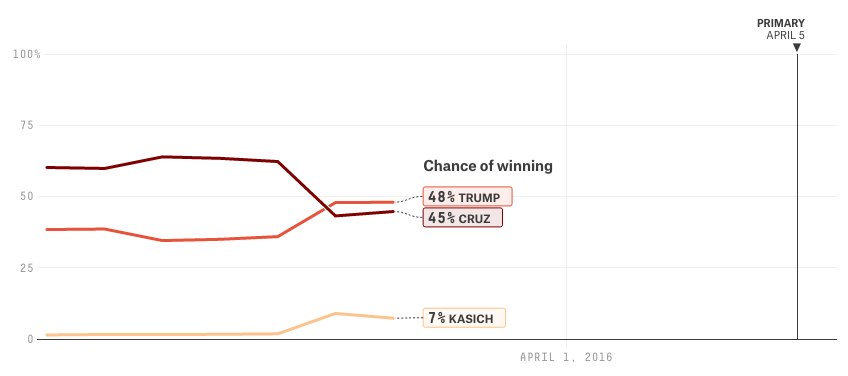 PRIMARY
APRIL 5
100%
75
Chance of winning
50
48% TRUMP
45% CRUZ
25
7% KASICH
0
APRIL 1, 2016